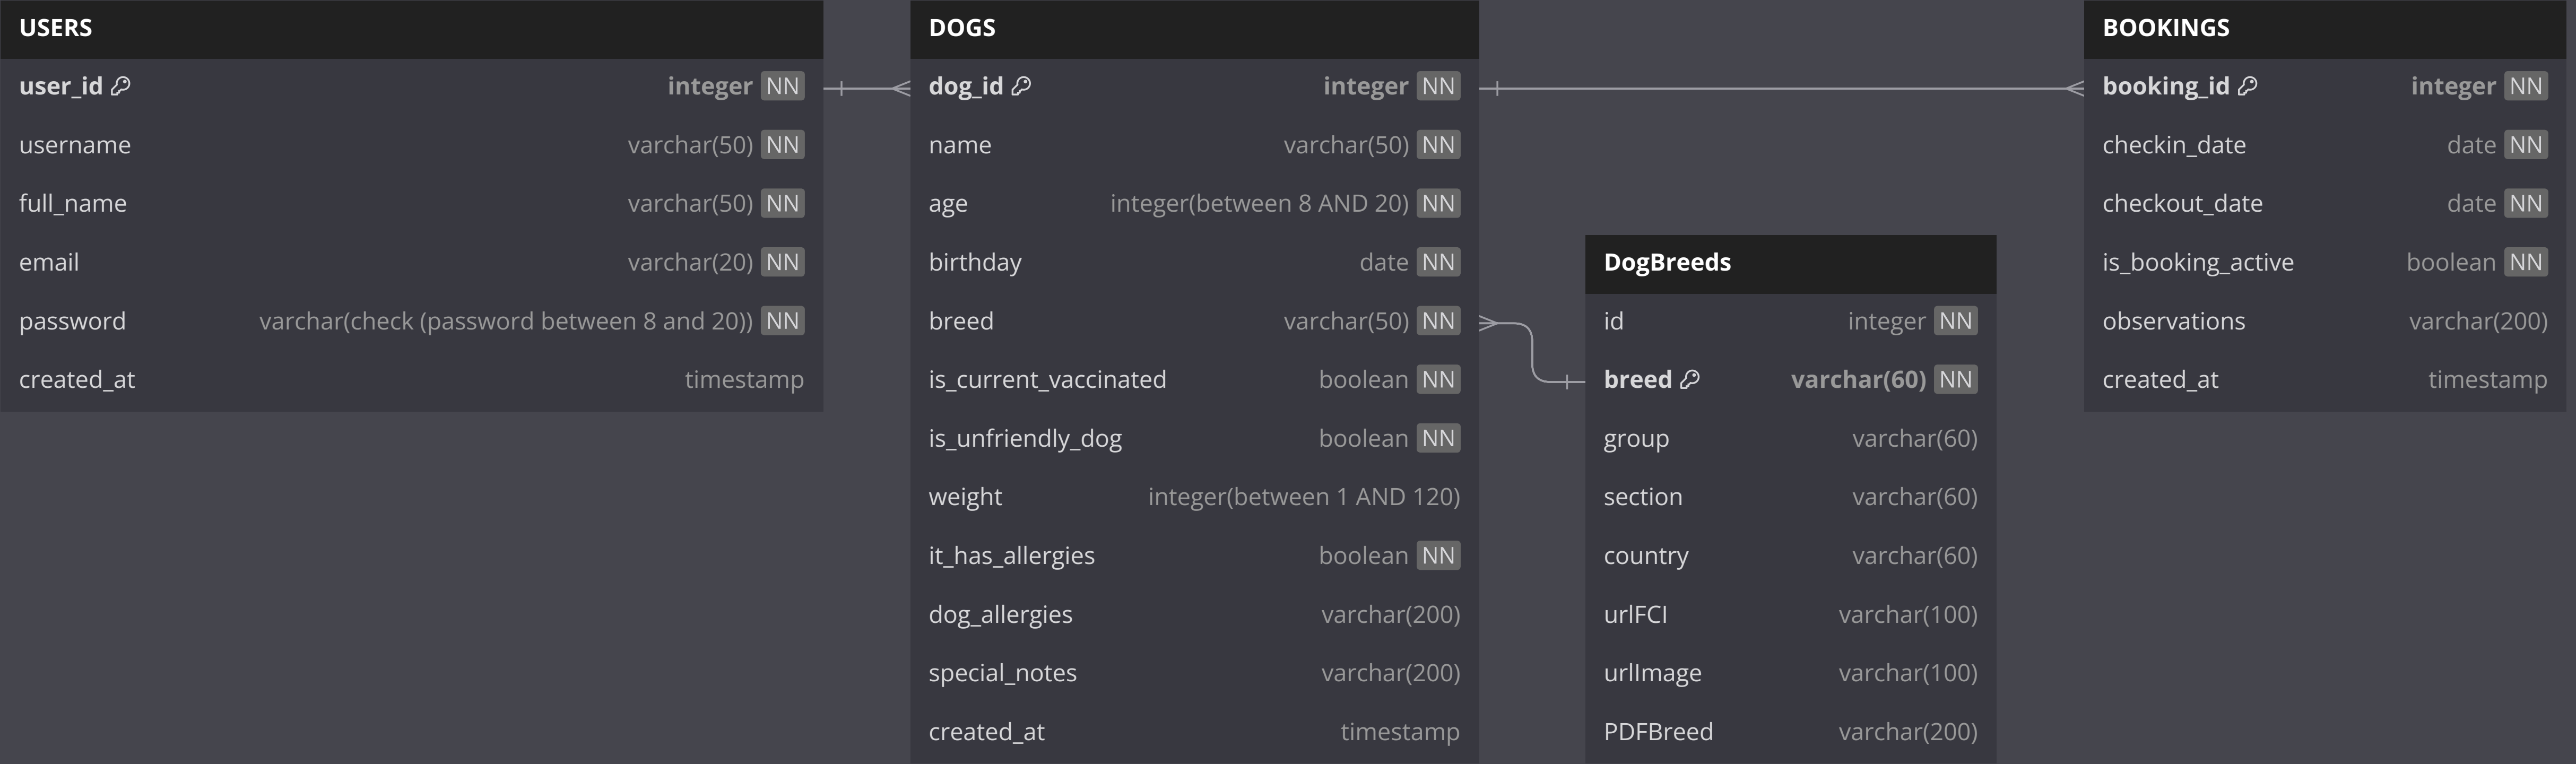 USERS
user_id integer NN
username varchar(50) NN
full_name varchar(50) NN
email varchar(20) NN
password varchar(check (password between 8 and 20)) NN
created_at timestamp
DOGS
dog_id integer NN
name varchar(50) NN
age integer(between 8 AND 20) NN
birthday date NN
breed varchar(50) NN
is_current_vaccinated boolean NN
is_unfriendly_dog boolean NN
weight integer(between 1 AND 120)
it_has_allergies boolean NN
dog_allergies varchar(200)
special_notes varchar(200)
created_at timestamp
DogBreeds
id integer NN
breed varchar(60) NN
group varchar(60)
section varchar(60)
country varchar(60)
urlFCI varchar(100)
urlImage varchar(100)
PDFBreed varchar(200)
BOOKINGS
booking_id integer NN
checkin_date date NN
checkout_date date NN
is_booking_active boolean NN
observations varchar(200)
created_at timestamp